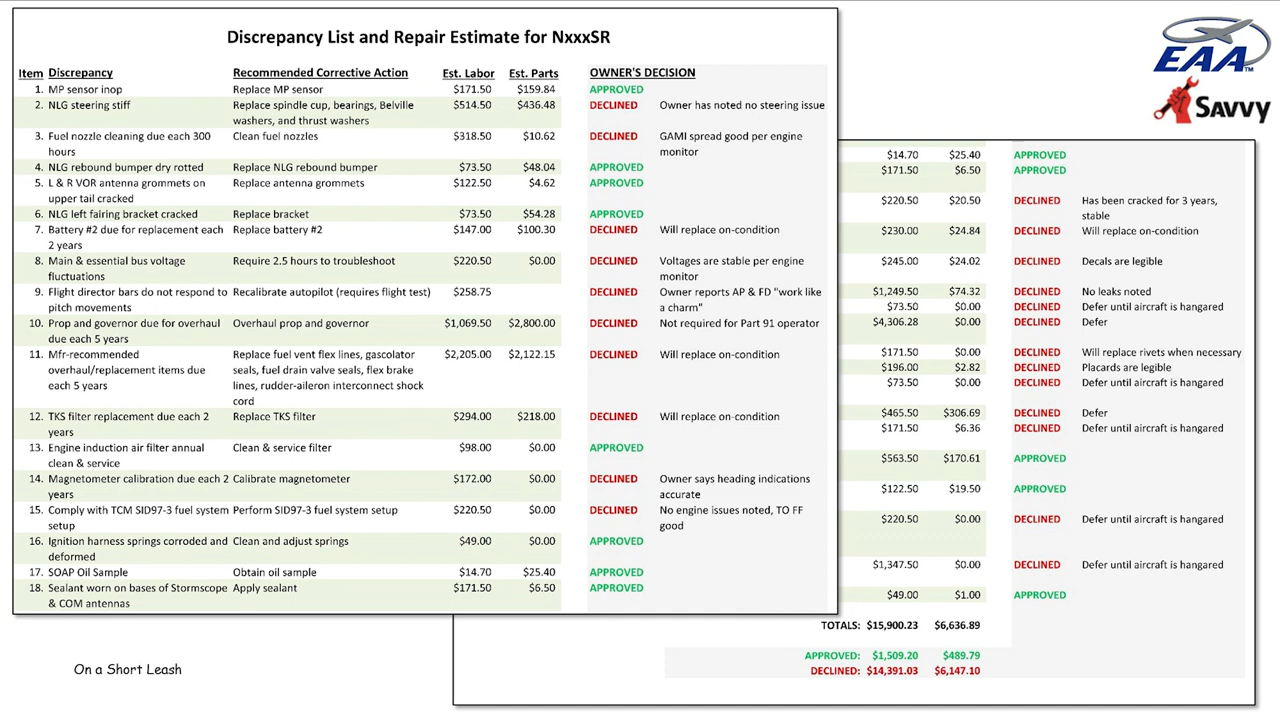 Discrepancy List and Repair Estimate for NxxxSR
Item Discrepancy Recommended Corrective Action Est. Labor Est. Parts OWNER'S DECISION
1. MP sensor inop Replace MP sensor $171.50 $159.84 APPROVED
2. NLG steering stiff Replace spindle cup, bearings, Belville $514.50 $436.48 DECLINED Owner has noted no steering issue
washers, and thrust washers
3. Fuel nozzle cleaning due each 300 Clean fuel nozzles $318.50 $10.62 DECLINED GAMI spread good per engine
hours monitor
4. NLG rebound bumper dry rotted Replace NLG rebound bumper $73.50 $48.04 APPROVED
5. L & R VOR antenna grommets on Replace antenna grommets $122.50 $4.62 APPROVED
upper tail cracked
6. NLG left fairing bracket cracked Replace bracket $73.50 $54.28 APPROVED
7. Battery #2 due for replacement each Replace battery #2 $147.00 $100.30 DECLINED Will replace on-condition
2 years
8. Main & essential bus voltage Require 2.5 hours to troubleshoot $220.50 $0.00 DECLINED Voltages are stable per engine
fluctuations monitor
9. Flight director bars do not respond to Recalibrate autopilot (requires flight test) $258.75 DECLINED Owner reports AP & FD "work like
pitch movements a charm"
10. Prop and governor due for overhaul Overhaul prop and governor $1,069.50 $2,800.00 DECLINED Not required for Part 91 operator
due each 5 years
11. Mfr-recommended Replace fuel vent flex lines, gascolator $2,205.00 $2,122.15 DECLINED Will replace on-condition
overhaul/replacement items due seals, fuel drain valve seals, flex brake
each 5 years lines, rudder-aileron interconnect shock
cord
12. TKS filter replacement due each 2 Replace TKS filter $294.00 $218.00 DECLINED Will replace on-condition
years
13. Engine induction air filter annual Clean & service filter $98.00 $0.00 APPROVED
clean & service
14. Magnetometer calibration due each 2 Calibrate magnetometer $172.00 $0.00 DECLINED Owner says heading indications
years accurate
15. Comply with TCM SID97-3 fuel system Perform SID97-3 fuel system setup $220.50 $0.00 DECLINED No engine issues noted, TO FF
setup good
16. Ignition harness springs corroded and Clean and adjust springs $49.00 $0.00 APPROVED
deformed
17. SOAP Oil Sample Obtain oil sample $14.70 $25.40 APPROVED
18. Sealant worn on bases of Stormscope Apply sealant $171.50 $6.50 APPROVED
& COM antennas
EAA
SAVVY
$14.70 $25.40 APPROVED
$171.50 $6.50 APPROVED
$220.50 $20.50 DECLINED Has been cracked for 3 years,
stable
$230.00 $24.84 DECLINED Will replace on-condition
$245.00 $24.02 DECLINED Decals are legible
$1,249.50 $74.32 DECLINED No leaks noted
$73.50 $0.00 DECLINED Defer until aircraft is hangared
$4,306.28 $0.00 DECLINED Defer
$171.50 $0.00 DECLINED Will replace rivets when necessary
$196.00 $2.82 DECLINED Placards are legible
$73.50 $0.00 DECLINED Defer until aircraft is hangared
$465.50 $306.69 DECLINED Defer
$171.50 $6.36 DECLINED Defer until aircraft is hangared
$563.50 $170.61 APPROVED
$122.50 $19.50 APPROVED
$220.50 $0.00 DECLINED Defer until aircraft is hangared
$1,347.50 $0.00 DECLINED Defer until aircraft is hangared
$49.00 $1.00 APPROVED
TOTALS: $15,900.23 $6,636.89
APPROVED: $1,509.20 $489.79
DECLINED: $14,391.03 $6,147.10
On a Short Leash